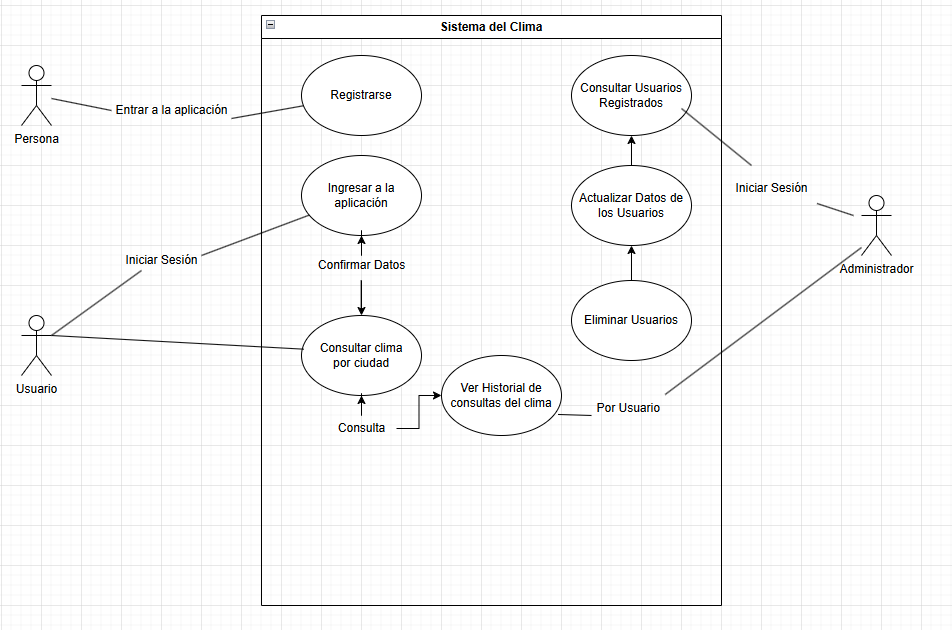 Sistema del Clima
Registrarse
Consultar Usuarios
Registrados
Entrar a la aplicación
Persona
Ingresar a la
aplicación
Actualizar Datos de
los Usuarios
Iniciar Sesión
Iniciar Sesión
Confirmar Datos
Administrador
Eliminar Usuarios
Consultar clima
por ciudad
Usuario
Ver Historial de
consultas del clima
Por Usuario
Consulta